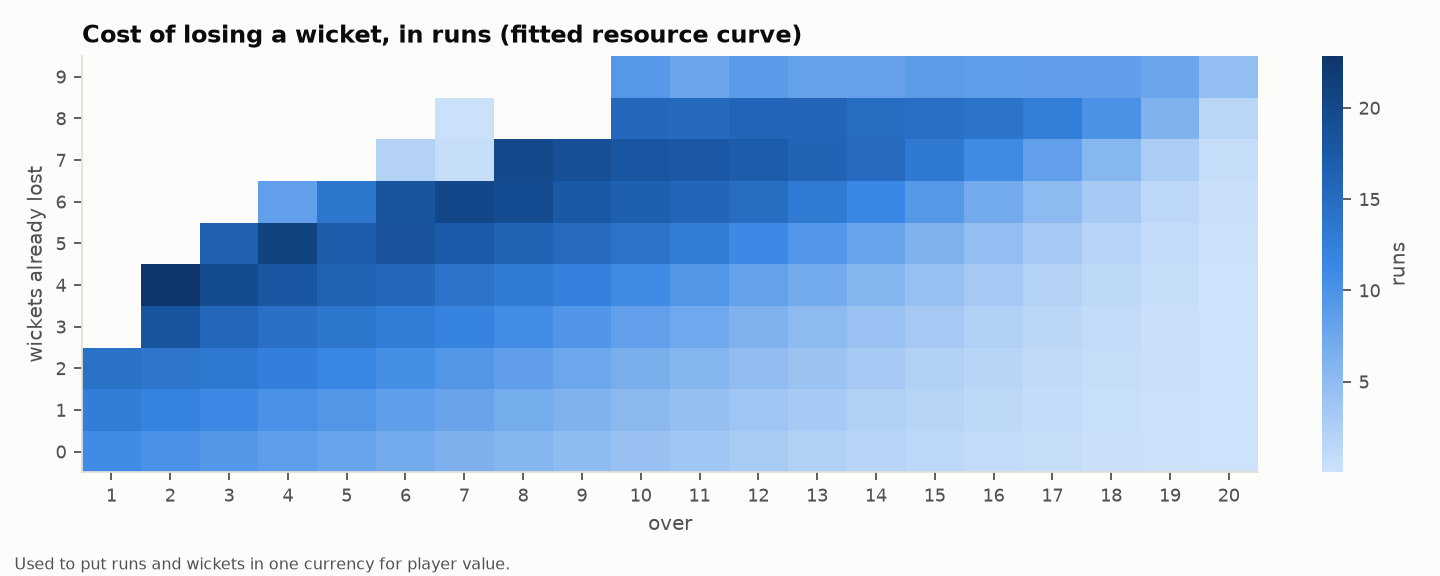 Cost of losing a wicket, in runs (fitted resource curve)
9
8
7
6
5
4
3
2
1
0
wickets already lost
1 2 3 4 5 6 7 8 9 10 11 12 13 14 15 16 17 18 19 20
over
20
15
10
5
runs
Used to put runs and wickets in one currency for player value.